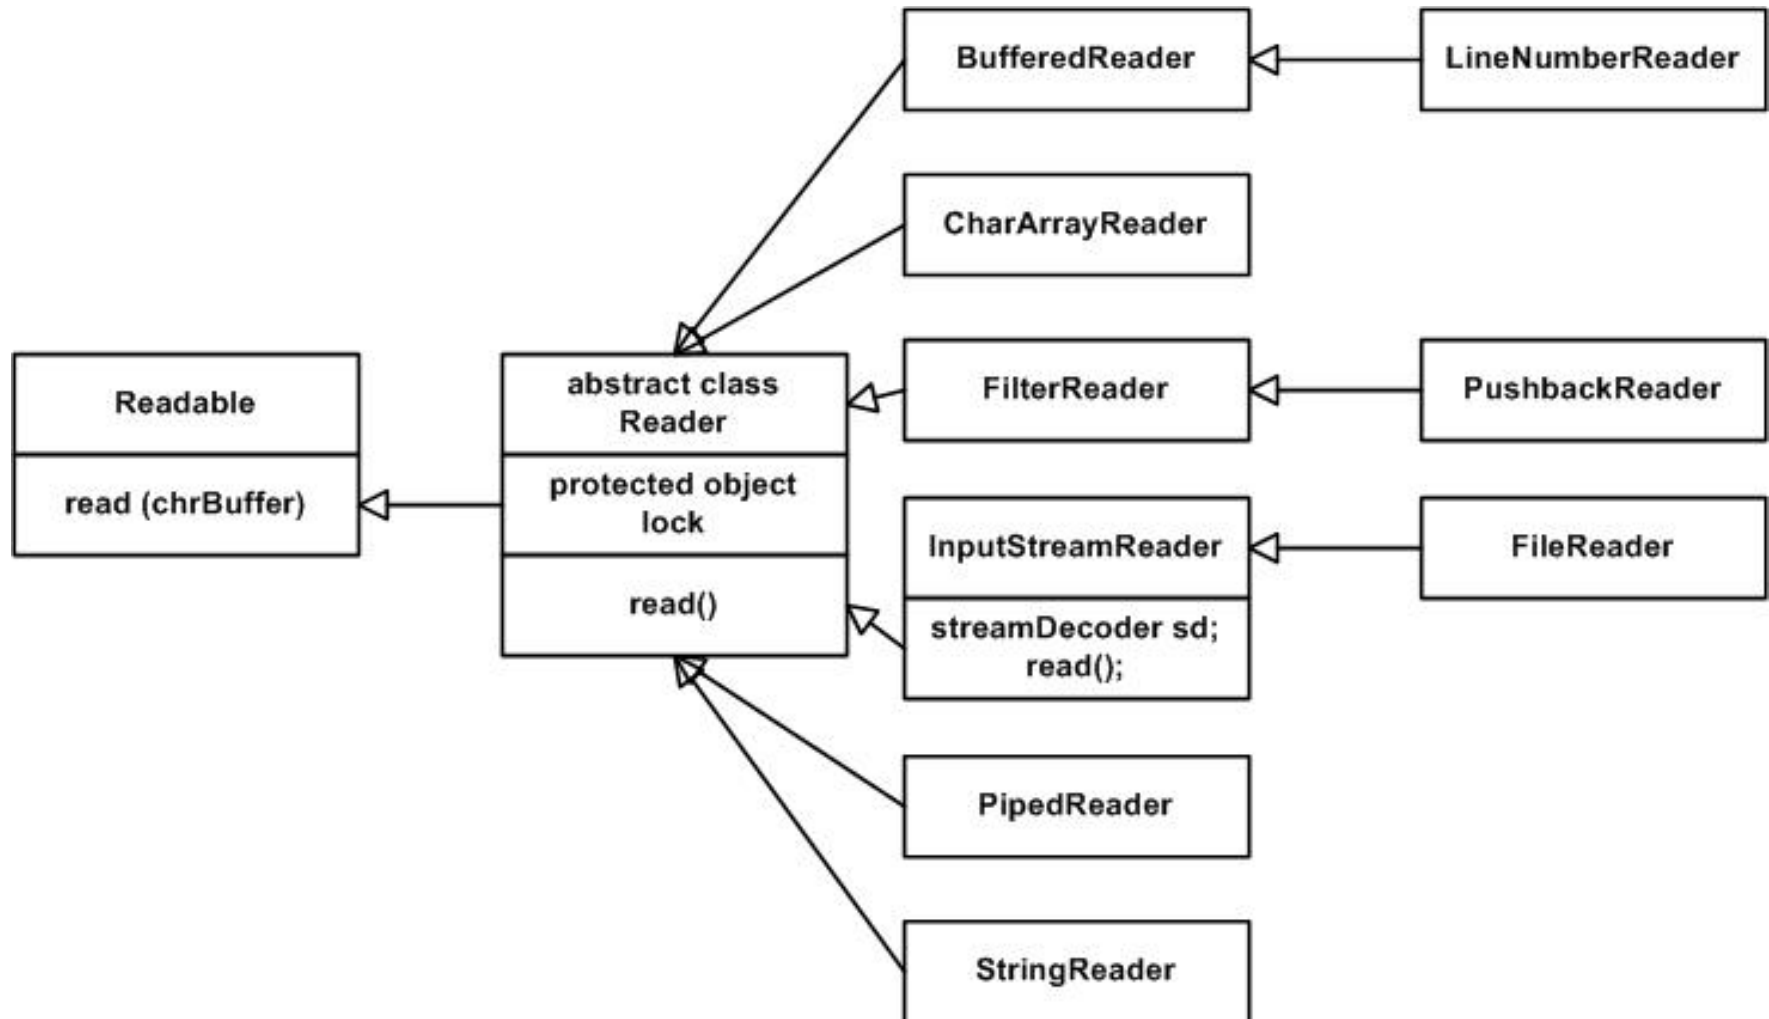 BufferedReader
LineNumberReader
CharArrayReader
Readable
read (chrBuffer)
abstract class
Reader
protected object
lock
read()
FilterReader
PushbackReader
InputStreamReader
streamDecoder sd;
read();
FileReader
PipedReader
StringReader